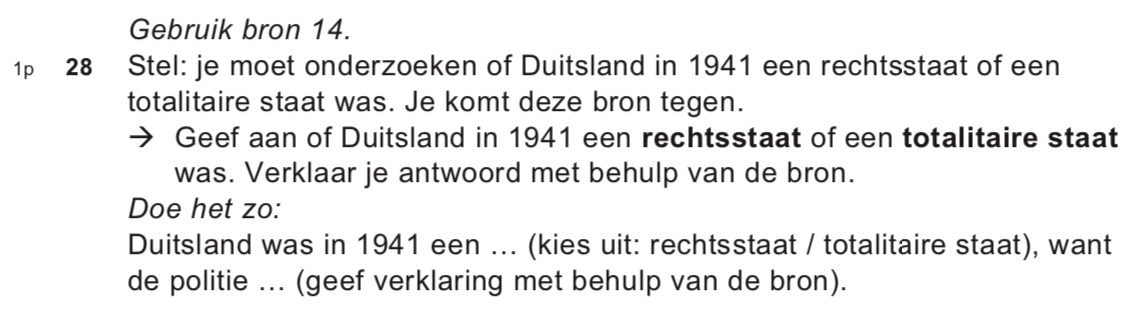 Gebruik bron 14.
1p 28 Stel: je moet onderzoeken of Duitsland in 1941 een rechtsstaat of een
totalitaire staat was. Je komt deze bron tegen.
→ Geef aan of Duitsland in 1941 een rechtsstaat of een totalitaire staat
was. Verklaar je antwoord met behulp van de bron.
Doe het zo:
Duitsland was in 1941 een … (kies uit: rechtsstaat / totalitaire staat), want
de politie … (geef verklaring met behulp van de bron).